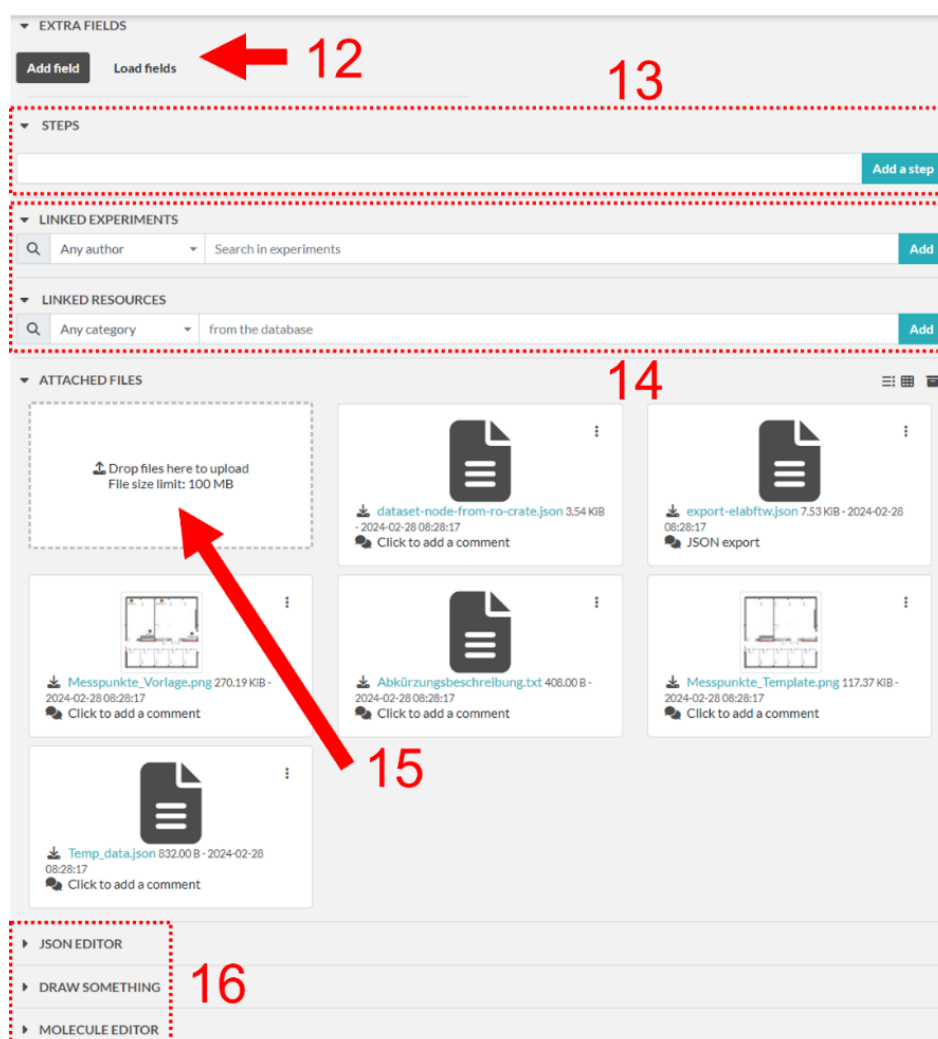 EXTRA FIELDS
12
Add field Load fields
13
STEPS
Add a step
LINKED EXPERIMENTS
Any author Search in experiments Add
LINKED RESOURCES
Any category from the database Add
14
ATTACHED FILES
Drop files here to upload
File size limit: 100 MB
dataset-node-from-ro-crate.json 3.54 KiB
- 2024-02-28 08:28:17
Click to add a comment
export-elabftw.json 7.53 KiB - 2024-02-28
08:28:17
JSON export
Messpunkte_Vorlage.png 270.19 KiB -
2024-02-28 08:28:17
Click to add a comment
Abkürzungsbeschreibung.txt 408.00 B -
2024-02-28 08:28:17
Click to add a comment
Messpunkte_Template.png 117.37 KiB -
2024-02-28 08:28:17
Click to add a comment
15
Temp_data.json 832.00 B - 2024-02-28
08:28:17
Click to add a comment
JSON EDITOR
16
DRAW SOMETHING
MOLECULE EDITOR